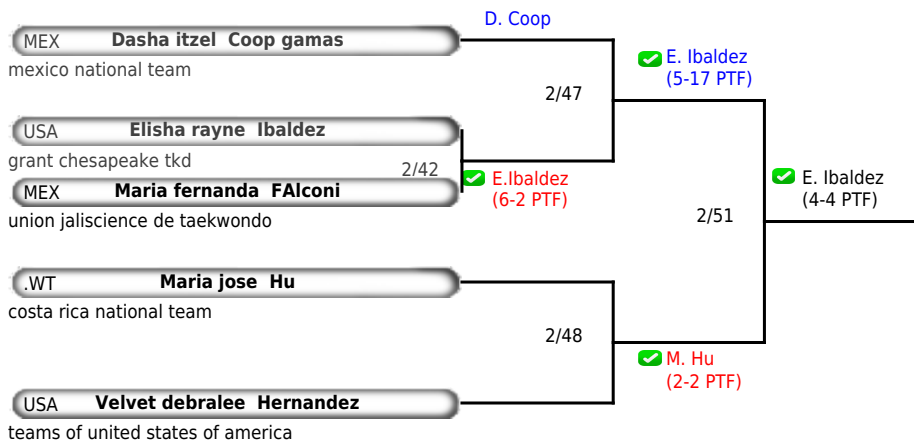 D. Coop
MEX Dasha itzel Coop gamas
mexico national team
E. Ibaldez
(5-17 PTF)
2/47
USA Elisha rayne Ibaldez
grant chesapeake tkd
2/42
MEX Maria fernanda FAlconi
E.Ibaldez
(6-2 PTF)
union jaliscience de taekwondo
E. Ibaldez
(4-4 PTF)
2/51
.WT Maria jose Hu
costa rica national team
2/48
M. Hu
(2-2 PTF)
USA Velvet debralee Hernandez
teams of united states of america